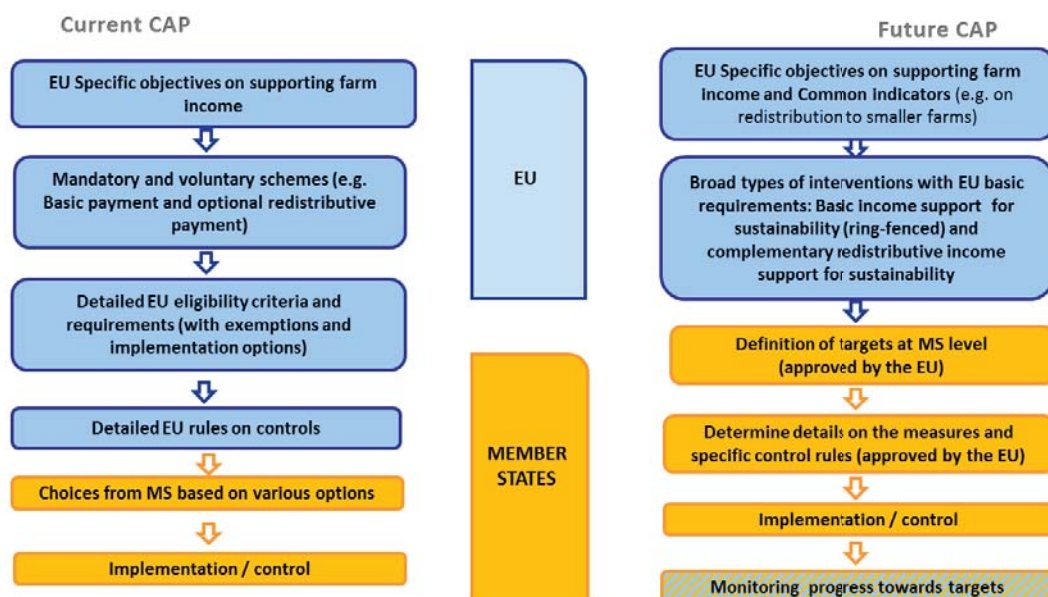 Current CAP
EU Specific objectives on supporting farm
income
Mandatory and voluntary schemes (e.g.
Basic payment and optional redistributive
payment)
Detailed EU eligibility criteria and
requirements (with exemptions and
implementation options)
Detailed EU rules on controls
Choices from MS based on various options
Implementation / control
EU
MEMBER
STATES
Future CAP
EU Specific objectives on supporting farm
Income and Common Indicators (e.g. on
redistribution to smaller farms)
Broad types of interventions with EU basic
requirements: Basic income support for
sustainability (ring-fenced) and
complementary redistributive income
support for sustainability
Definition of targets at MS level
(approved by the EU)
Determine details on the measures and
specific control rules (approved by the EU)
Implementation / control
Monitoring progress towards targets